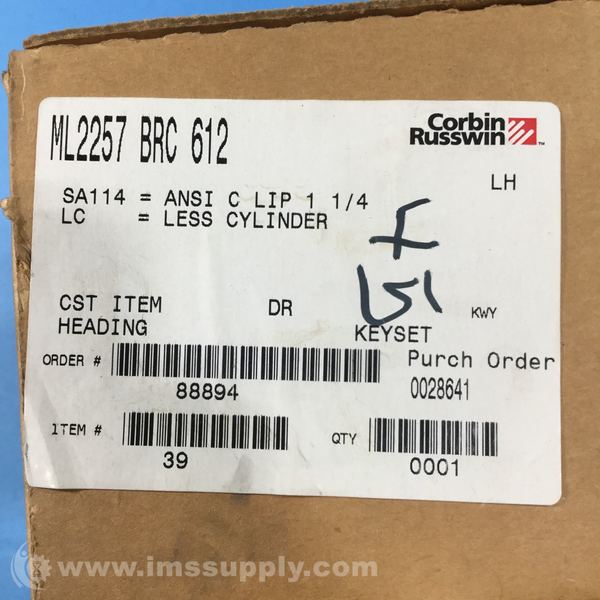 ML2257 BRC 612
Corbin
Russwin
TM
LH
SA114 = ANSI C LIP 1 1/4
LC = LESS CYLINDER
CST ITEM DR KWY
HEADING KEYSET
ORDER # Purch Order
88894 0028641
ITEM # QTY
39 0001
www.imssupply.com